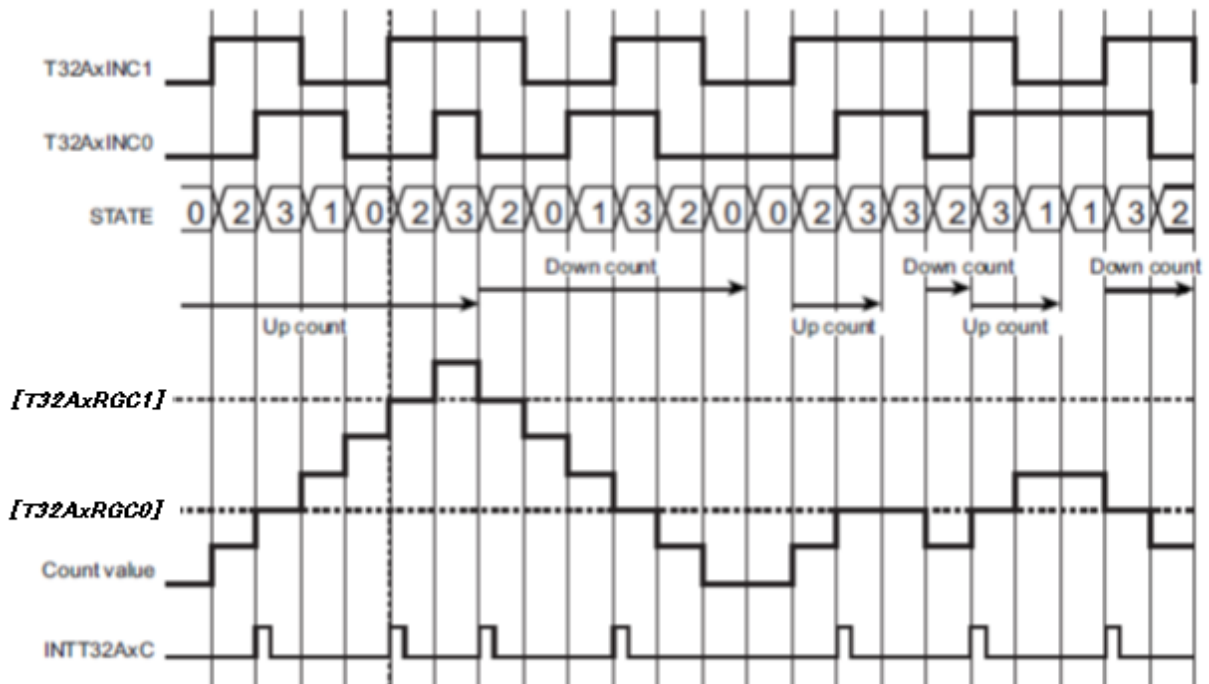 T32AxINC1
T32AxINC0
STATE 0 2 3 1 0 2 3 2 0 1 3 2 0 0 2 3 3 2 3 1 1 3 2
Down count Down count Down count
Up count Up count Up count
[T32AxRGC1]
[T32AxRGC0]
Count value
INTT32AxC